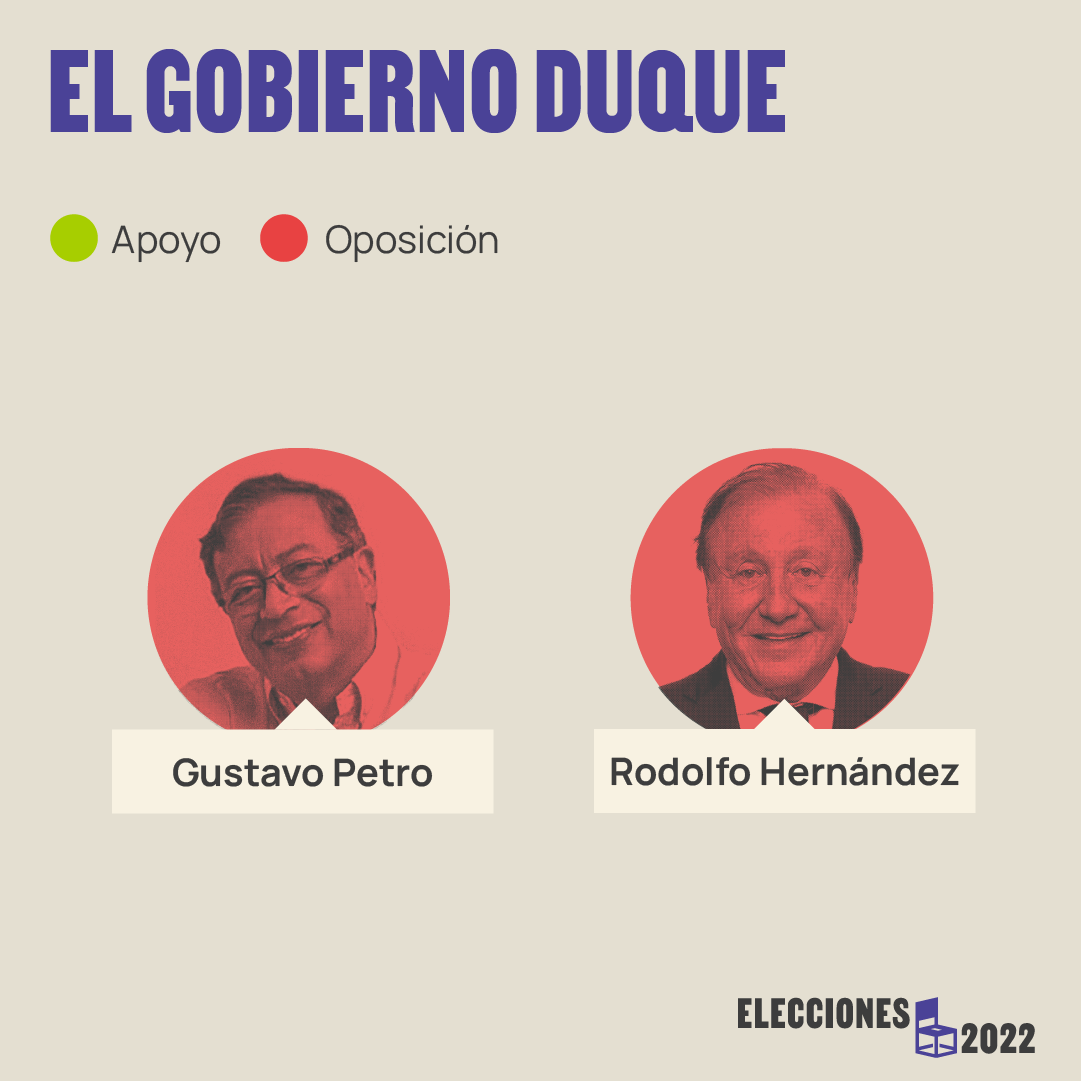 EL GOBIERNO DUQUE
Apoyo Oposición
Gustavo Petro
Rodolfo Hernández
ELECCIONES
2022